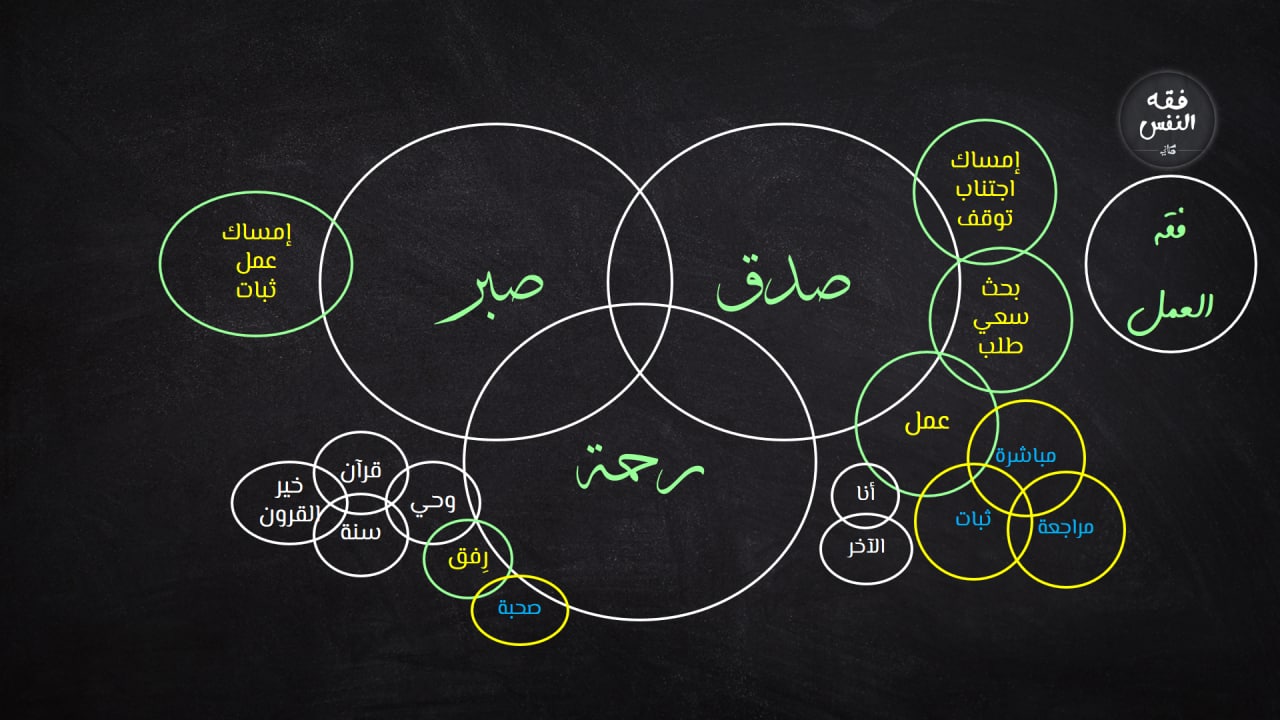 فقه
النفس
فقه
العمل
إمساك
اجتناب
توقف
صدق
صبر
إمساك
عمل
ثبات
بحث
سعي
طلب
عمل
رحمة
مباشرة
ثبات
مراجعة
أنا
الآخر
قرآن
خير
القرون
وحي
سنة
رِفق
صحبة